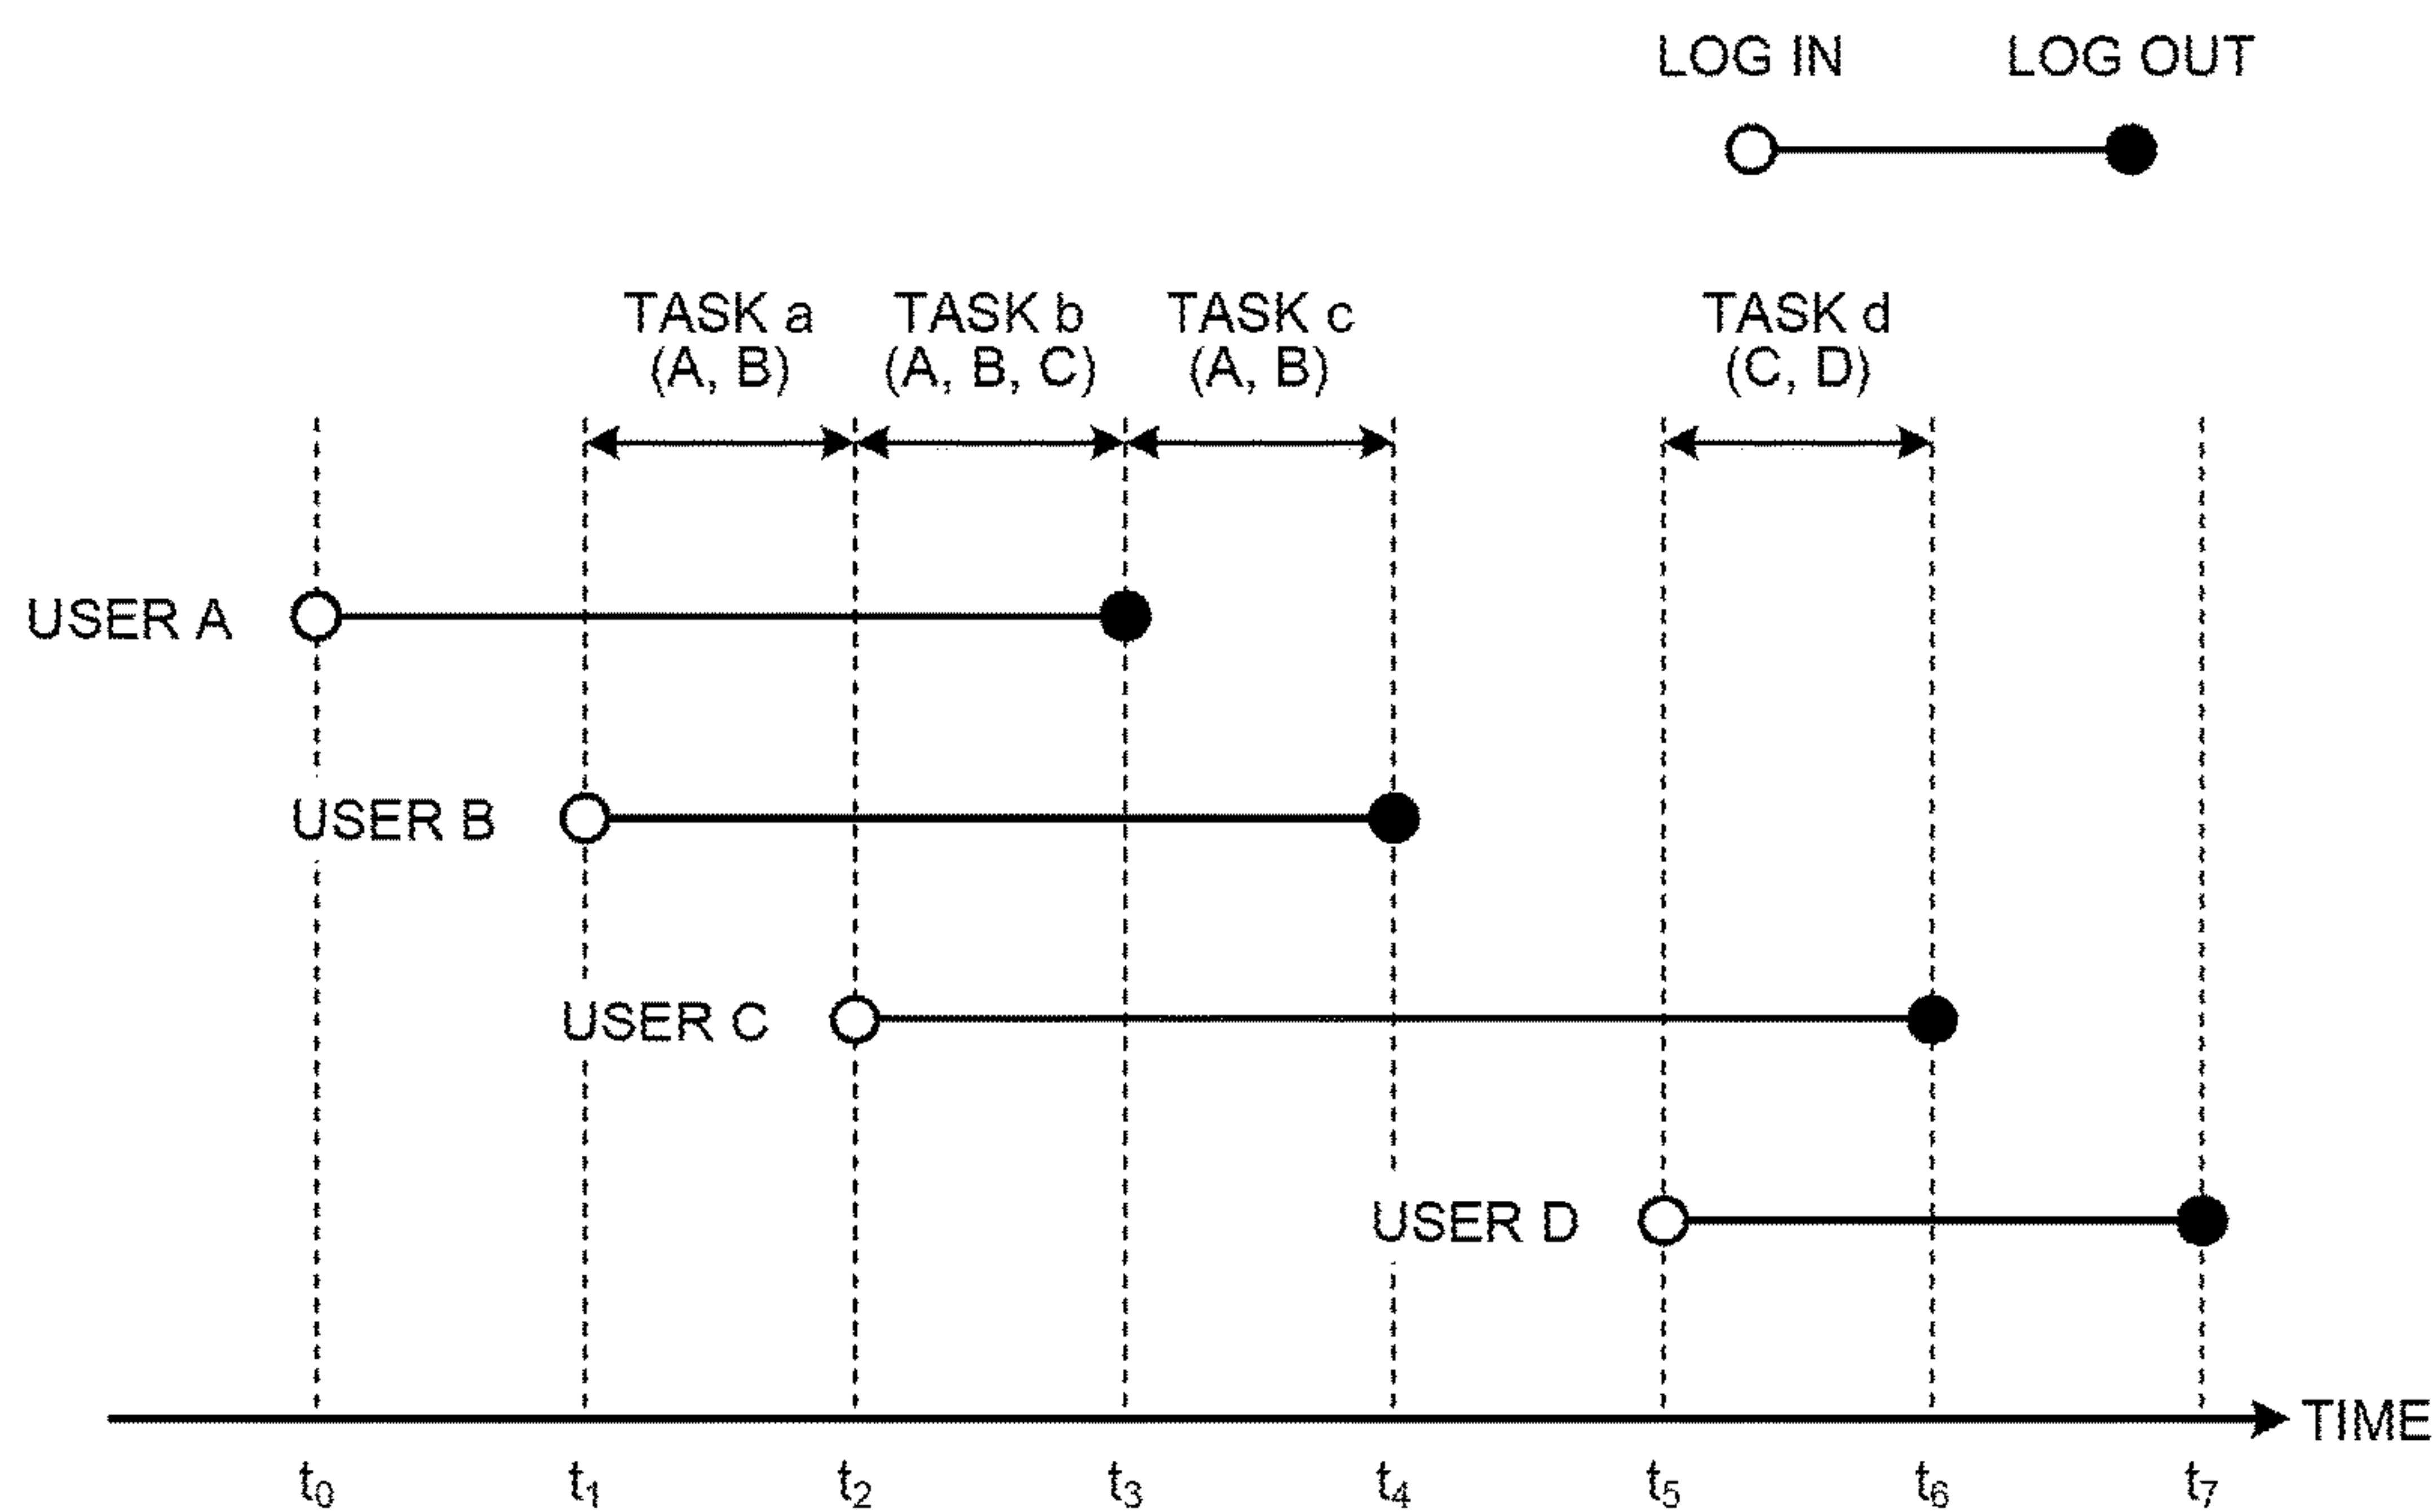 LOG IN LOG OUT
TASK a TASK b TASK c TASK d
(A, B) (A, B, C) (A, B) (C, D)
USER A
USER B
USER C
USER D
TIME
t₀ t₁ t₂ t₃ t₄ t₅ t₆ t₇